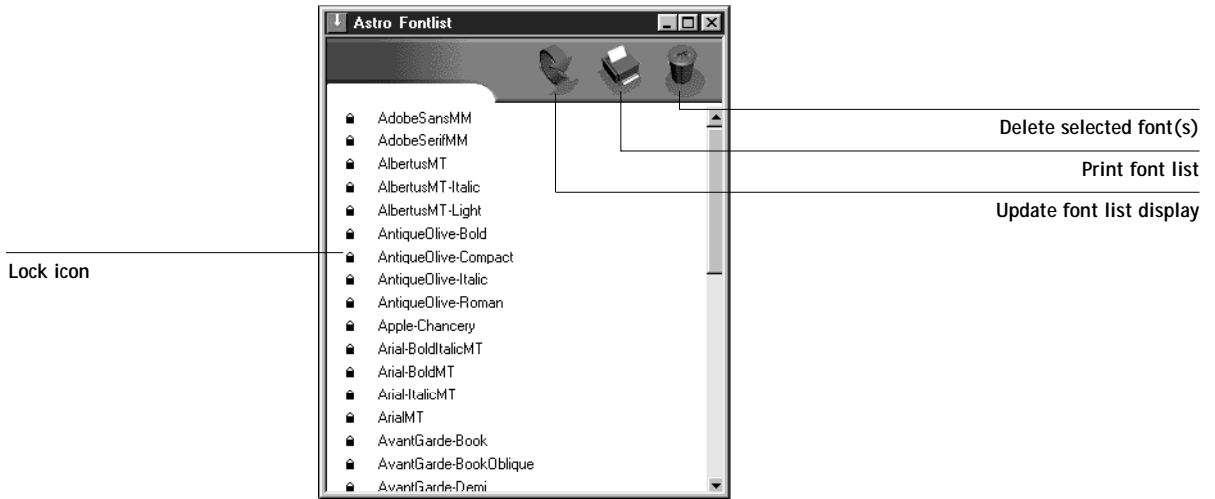 Astro Fontlist
AdobeSansMM
AdobeSerifMM
AlbertusMT
AlbertusMT-Italic
AlbertusMT-Light
AntiqueOlive-Bold
AntiqueOlive-Compact
AntiqueOlive-Italic
AntiqueOlive-Roman
Apple-Chancery
Arial-BoldItalicMT
Arial-BoldMT
Arial-ItalicMT
ArialMT
AvantGarde-Book
AvantGarde-BookOblique
AvantGarde-Demi
Delete selected font(s)
Print font list
Update font list display
Lock icon